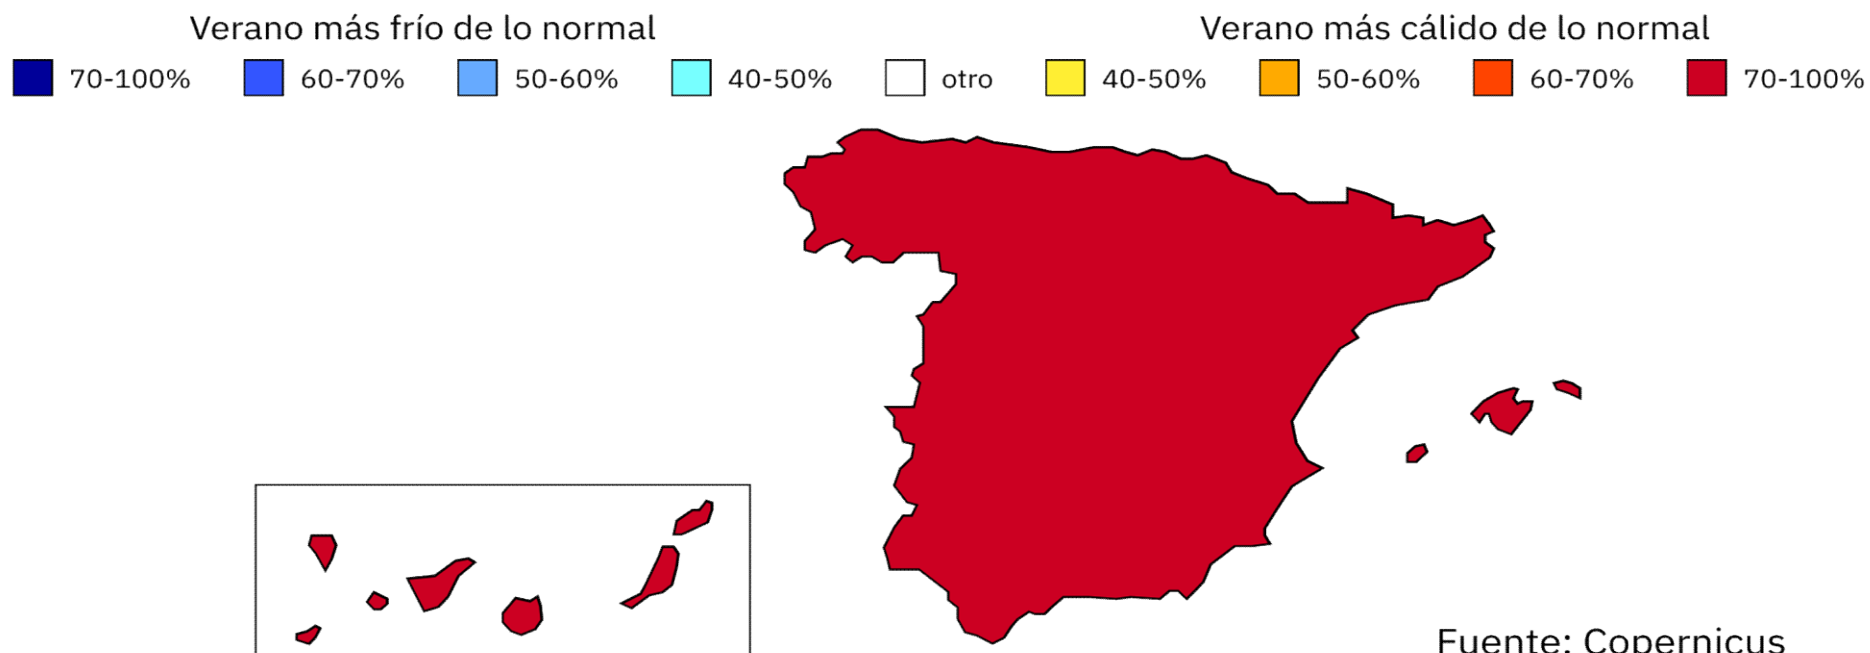 Verano más frío de lo normal
Verano más cálido de lo normal
70-100%
60-70%
50-60%
40-50%
otro
40-50%
50-60%
60-70%
70-100%
Fuente: Copernicus